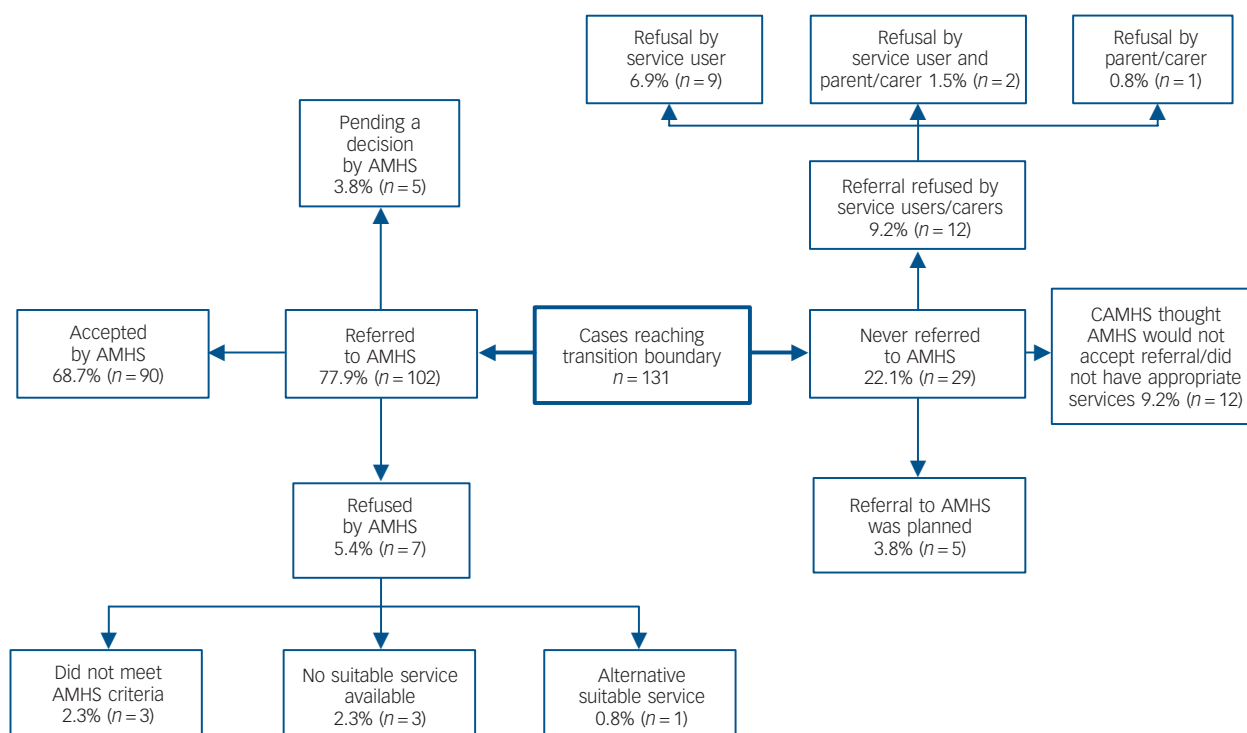 Refusal by
service user
6.9% (n = 9)
Refusal by
service user and
parent/carer 1.5% (n = 2)
Refusal by
parent/carer
0.8% (n = 1)
Pending a
decision
by AMHS
3.8% (n = 5)
Referral refused by
service users/carers
9.2% (n = 12)
Accepted
by AMHS
68.7% (n = 90)
Referred
to AMHS
77.9% (n = 102)
Cases reaching
transition boundary
n = 131
Never referred
to AMHS
22.1% (n = 29)
CAMHS thought
AMHS would not
accept referral/did
not have appropriate
services 9.2% (n = 12)
Refused
by AMHS
5.4% (n = 7)
Referral to AMHS
was planned
3.8% (n = 5)
Did not meet
AMHS criteria
2.3% (n = 3)
No suitable service
available
2.3% (n = 3)
Alternative
suitable service
0.8% (n = 1)